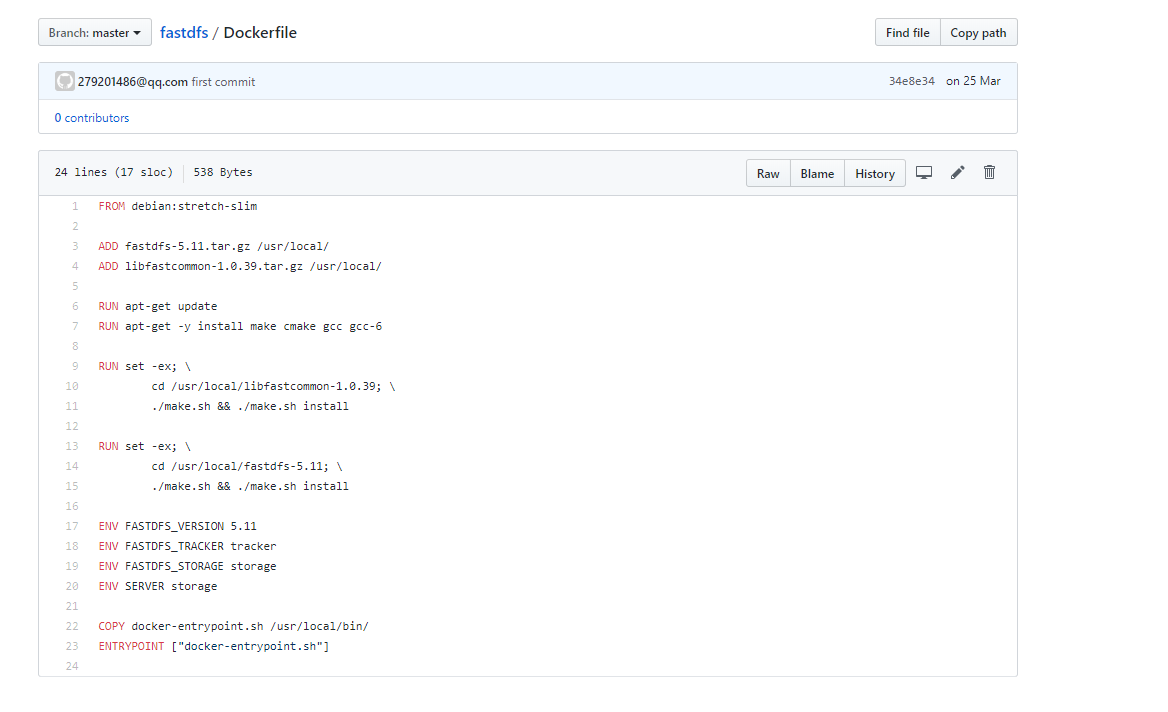 Branch: master fastdfs / Dockerfile Find file Copy path
279201486@qq.com first commit 34e8e34 on 25 Mar
0 contributors
24 lines (17 sloc) 538 Bytes Raw Blame History
1 FROM debian:stretch-slim
2
3 ADD fastdfs-5.11.tar.gz /usr/local/
4 ADD libfastcommon-1.0.39.tar.gz /usr/local/
5
6 RUN apt-get update
7 RUN apt-get -y install make cmake gcc gcc-6
8
9 RUN set -ex; \
10 cd /usr/local/libfastcommon-1.0.39; \
11 ./make.sh && ./make.sh install
12
13 RUN set -ex; \
14 cd /usr/local/fastdfs-5.11; \
15 ./make.sh && ./make.sh install
16
17 ENV FASTDFS_VERSION 5.11
18 ENV FASTDFS_TRACKER tracker
19 ENV FASTDFS_STORAGE storage
20 ENV SERVER storage
21
22 COPY docker-entrypoint.sh /usr/local/bin/
23 ENTRYPOINT ["docker-entrypoint.sh"]
24